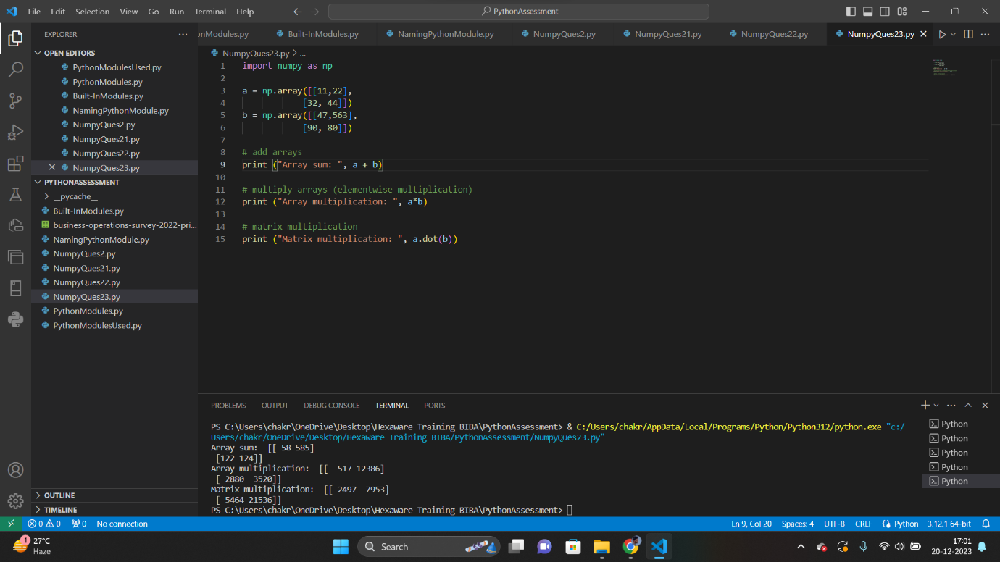 File Edit Selection View Go Run Terminal Help
PythonAssessment
EXPLORER
OPEN EDITORS
PythonModulesUsed.py
PythonModules.py
Built-InModules.py
NamingPythonModule.py
NumpyQues2.py
NumpyQues21.py
NumpyQues22.py
NumpyQues23.py
PYTHONASSESSMENT
__pycache__
Built-InModules.py
business-operations-survey-2022-pri...
NamingPythonModule.py
NumpyQues2.py
NumpyQues21.py
NumpyQues22.py
NumpyQues23.py
PythonModules.py
PythonModulesUsed.py
OUTLINE
TIMELINE
onModules.py Built-InModules.py NamingPythonModule.py NumpyQues2.py NumpyQues21.py NumpyQues22.py NumpyQues23.py
NumpyQues23.py > ...
1 import numpy as np
2
3 a = np.array([[11,22],
4 [32, 44]])
5 b = np.array([[47,563],
6 [90, 80]])
7
8 # add arrays
9 print ("Array sum: ", a + b)
10
11 # multiply arrays (elementwise multiplication)
12 print ("Array multiplication: ", a*b)
13
14 # matrix multiplication
15 print ("Matrix multiplication: ", a.dot(b))
PROBLEMS OUTPUT DEBUG CONSOLE TERMINAL PORTS
PS C:\Users\chakr\OneDrive\Desktop\Hexaware Training BIBA\PythonAssessment> & C:/Users/chakr/AppData/Local/Programs/Python/Python312/python.exe "c:/
Users/chakr/OneDrive/Desktop/Hexaware Training BIBA/PythonAssessment/NumpyQues23.py"
Array sum:  [[ 58 585]
 [122 124]]
Array multiplication:  [[  517 12386]
 [ 2880  3520]]
Matrix multiplication:  [[ 2497  7953]
 [ 5464 21536]]
PS C:\Users\chakr\OneDrive\Desktop\Hexaware Training BIBA\PythonAssessment>
Python
Python
Python
Python
Python
0 0 0 No connection Ln 9, Col 20 Spaces: 4 UTF-8 CRLF Python 3.12.1 64-bit
1
27°C
Haze
Search
17:01
20-12-2023